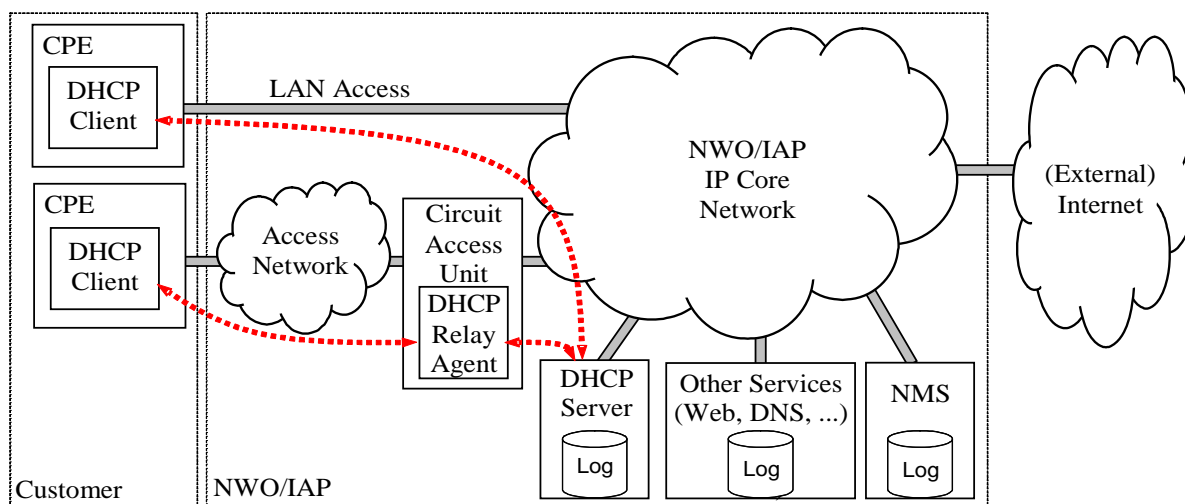 CPE
DHCP
Client
LAN Access
CPE
DHCP
Client
Access
Network
Circuit
Access
Unit
DHCP
Relay
Agent
NWO/IAP
IP Core
Network
(External)
Internet
DHCP
Server
Log
Other Services
(Web, DNS, ...)
Log
NMS
Log
Customer
NWO/IAP